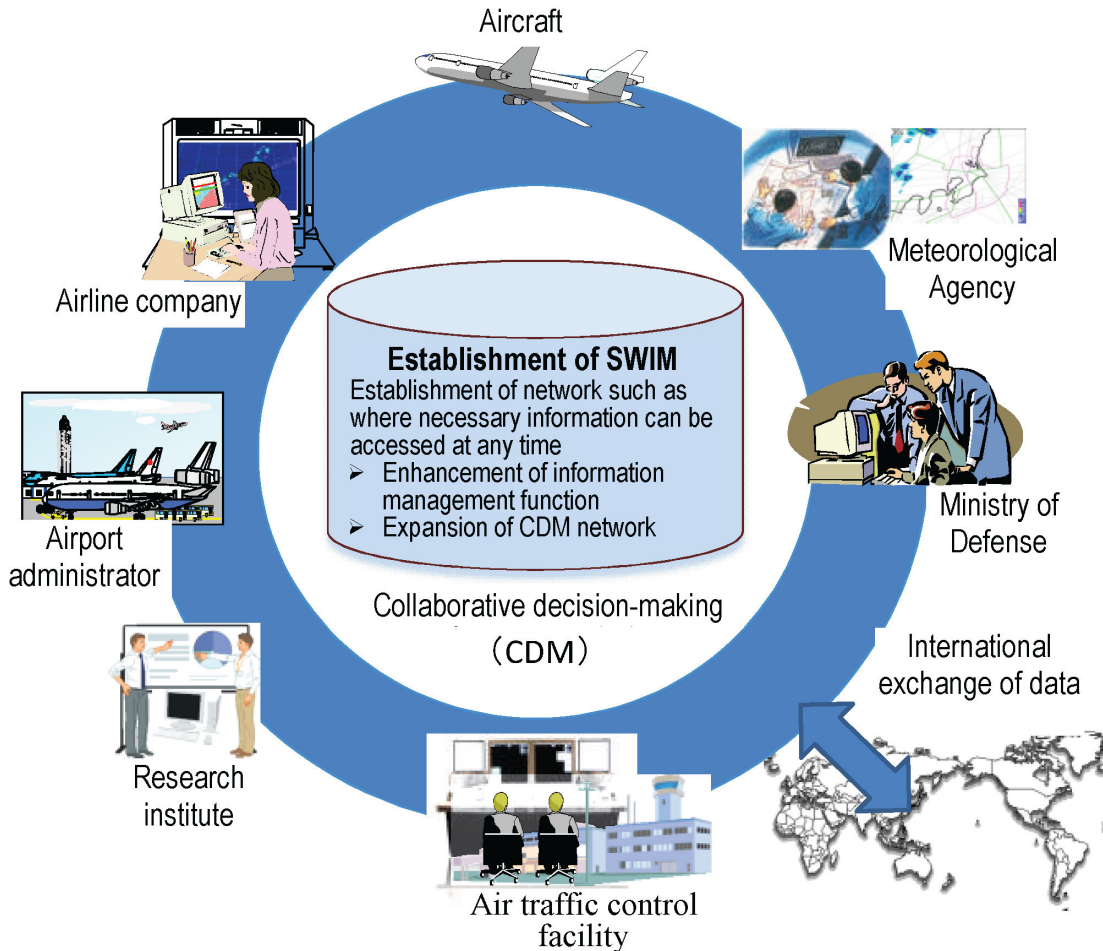 Aircraft
Airline company
Meteorological
Agency
Establishment of SWIM
Establishment of network such as
where necessary information can be
accessed at any time
➢ Enhancement of information
management function
➢ Expansion of CDM network
Airport
administrator
Ministry of
Defense
Collaborative decision-making
（CDM）
International
exchange of data
Research
institute
Air traffic control
facility